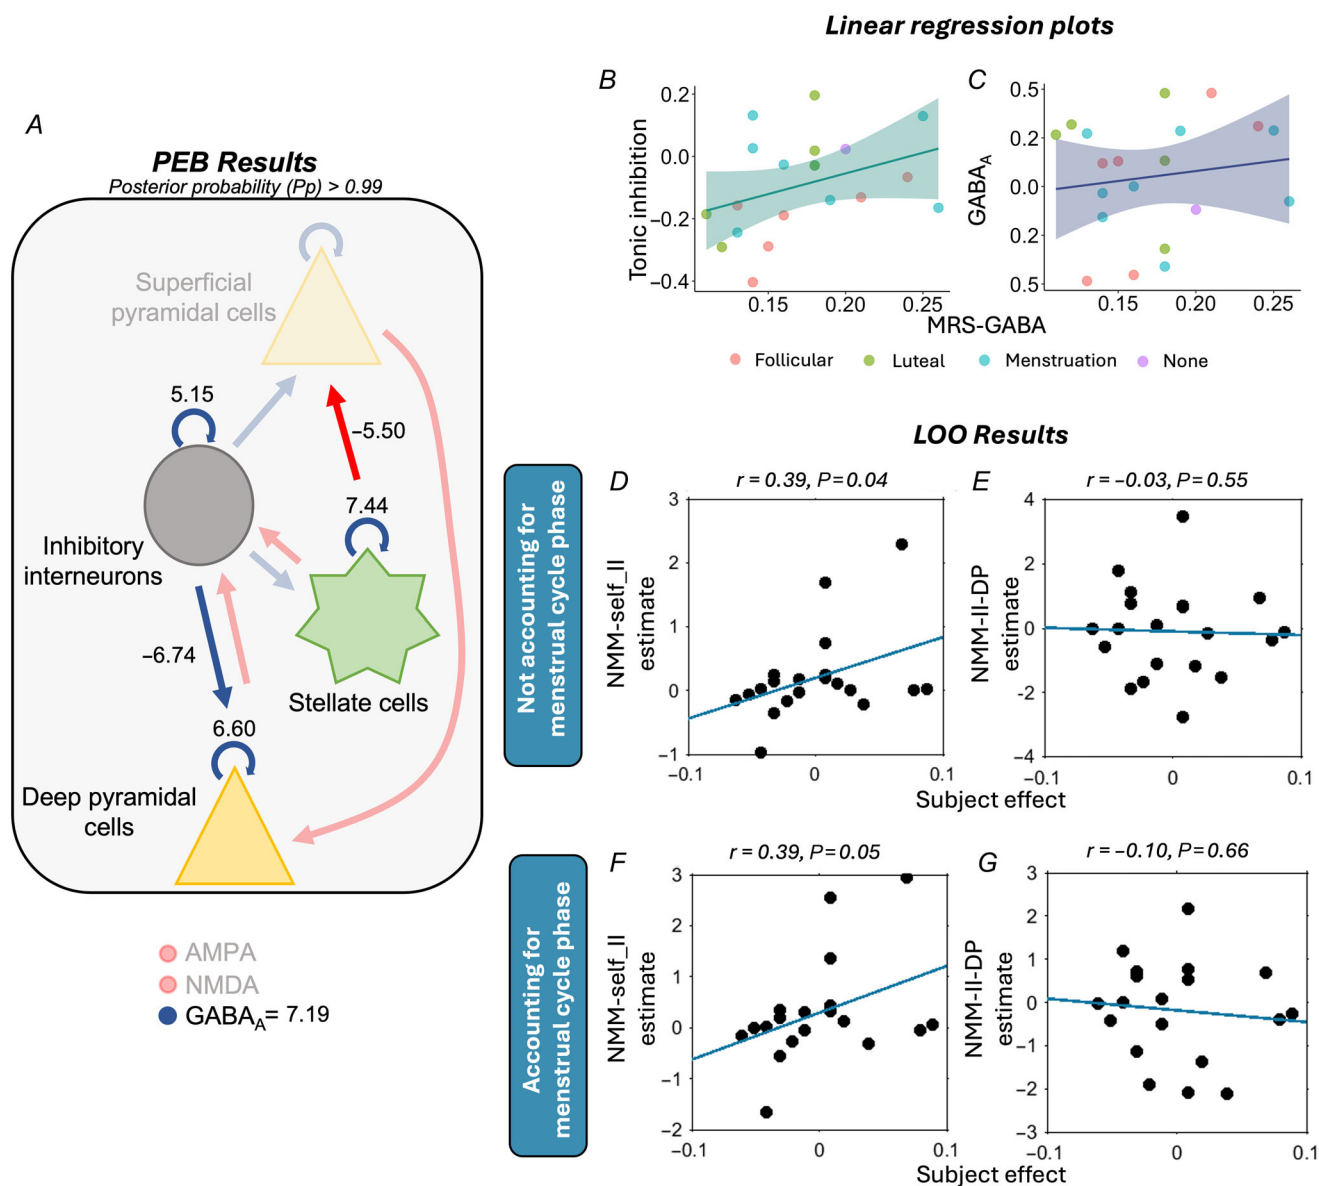 Linear regression plots
A
PEB Results
Posterior probability (Pp) > 0.99
Superficial
pyramidal cells
5.15
−5.50
7.44
Inhibitory
interneurons
−6.74
Stellate cells
6.60
Deep pyramidal
cells
AMPA
NMDA
GABAA= 7.19
B
Tonic inhibition
0.2
0.0
−0.2
−0.4
0.15
0.20
0.25
C
GABAA
0.5
0.2
0.0
0.2
0.5
0.15
0.20
0.25
MRS-GABA
Follicular
Luteal
Menstruation
None
LOO Results
Not accounting for
menstrual cycle phase
D
r = 0.39, P=0.04
NMM-self_II
estimate
3
2
1
0
−1
−0.1
0
0.1
E
r = −0.03, P=0.55
NMM-II-DP
estimate
4
2
0
−2
−4
−0.1
0
0.1
Subject effect
Accounting for
menstrual cycle phase
F
r = 0.39, P=0.05
NMM-self_II
estimate
3
2
1
0
−1
−2
−0.1
0
0.1
G
r = −0.10, P=0.66
NMM-II-DP
estimate
3
2
1
0
−1
−2
−3
−0.1
0
0.1
Subject effect